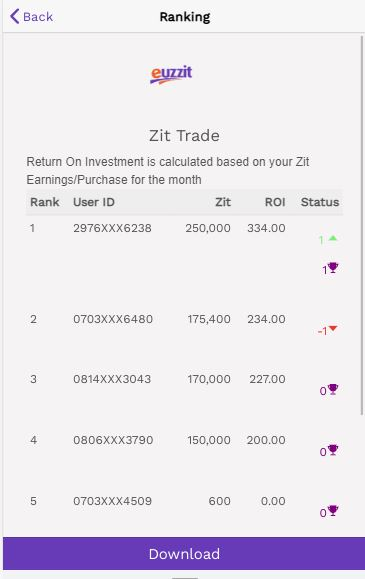 Back
Ranking
euzzit
Zit Trade
Return On Investment is calculated based on your Zit
Earnings/Purchase for the month
Rank User ID Zit ROI Status
1 2976XXX6238 250,000 334.00 1
1
2 0703XXX6480 175,400 234.00 -1
3 0814XXX3043 170,000 227.00 0
4 0806XXX3790 150,000 200.00 0
5 0703XXX4509 600 0.00 0
Download